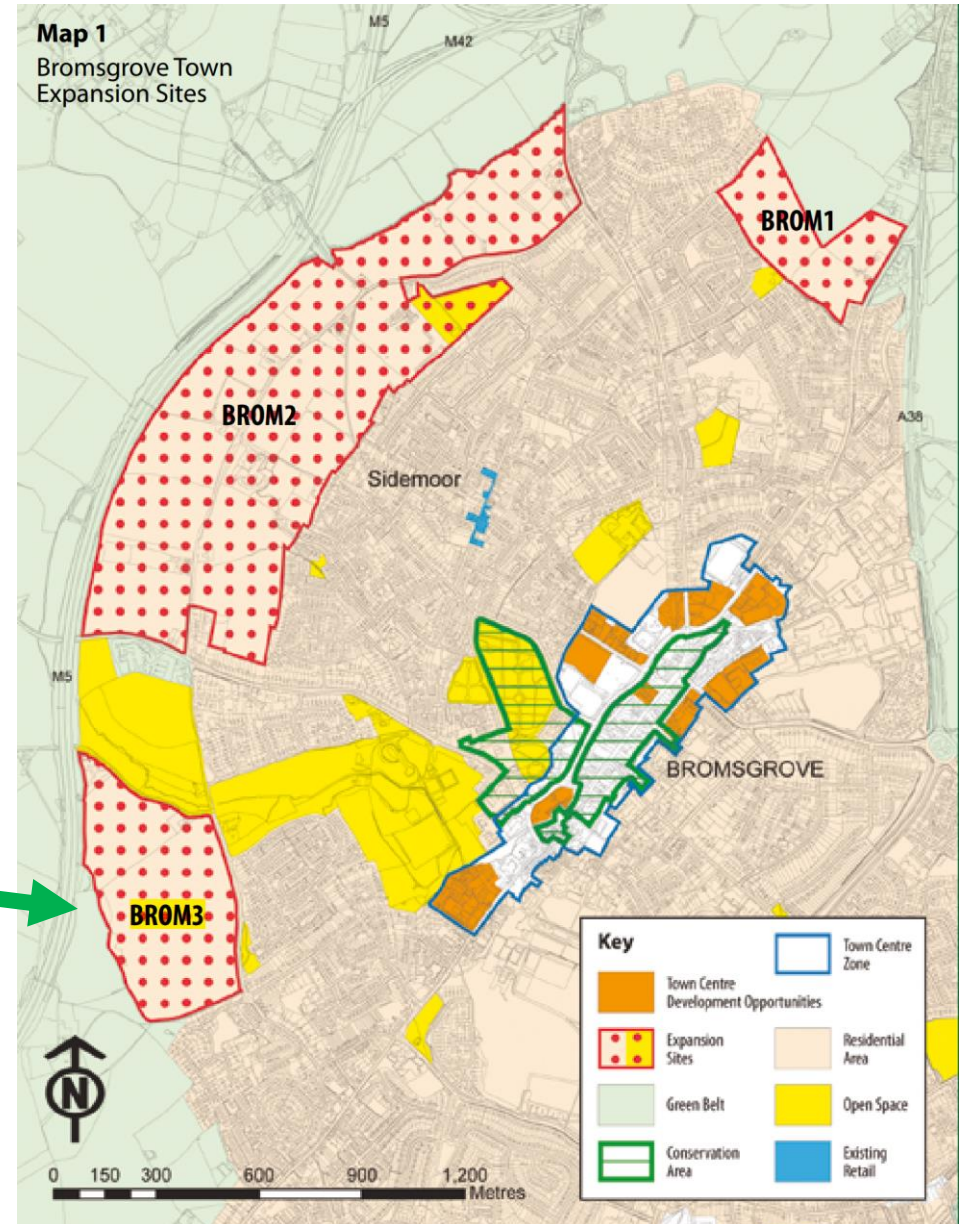 Map 1
Bromsgrove Town
Expansion Sites
M5
M42
BROM1
A38
BROM2
Sidemoor
M5
BROMSGROVE
BROM3
N
0 150 300 600 900 1,200
Metres
Key
Town Centre
Development Opportunities
Expansion
Sites
Green Belt
Conservation
Area
Town Centre
Zone
Residential
Area
Open Space
Existing
Retail